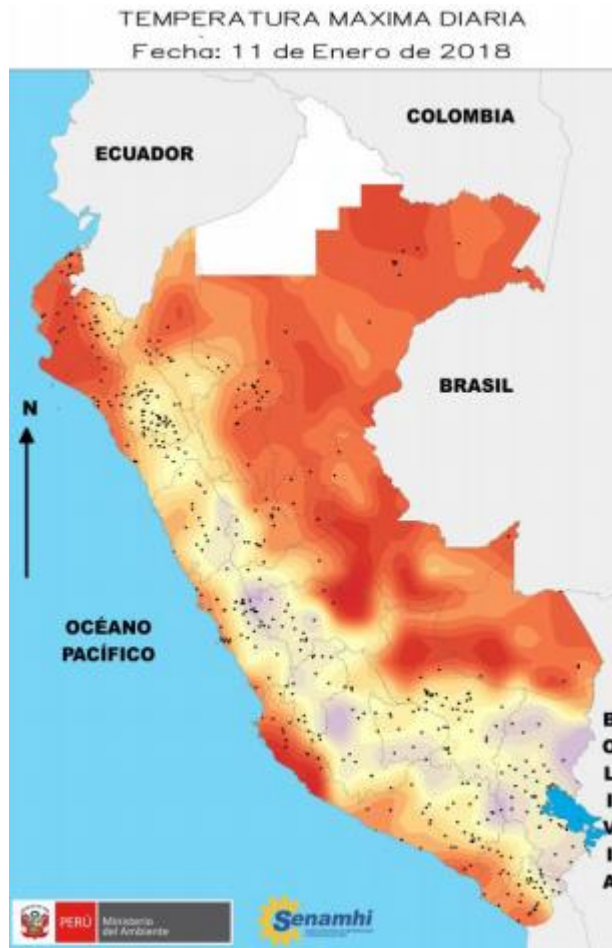 TEMPERATURA MAXIMA DIARIA
Fecha: 11 de Enero de 2018
COLOMBIA
ECUADOR
BRASIL
N
OCÉANO
PACÍFICO
BOLIVIA
PERÚ
Ministerio
del Ambiente
Senamhi